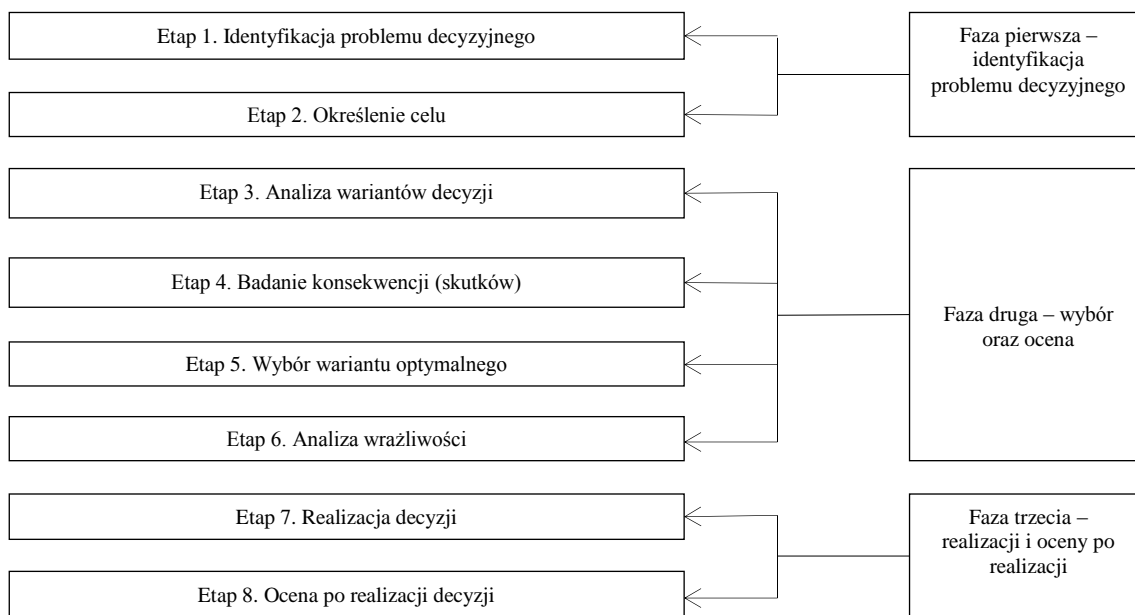 Etap 1. Identyfikacja problemu decyzyjnego
Etap 2. Określenie celu
Faza pierwsza –
identyfikacja
problemu decyzyjnego
Etap 3. Analiza wariantów decyzji
Etap 4. Badanie konsekwencji (skutków)
Etap 5. Wybór wariantu optymalnego
Etap 6. Analiza wrażliwości
Faza druga – wybór
oraz ocena
Etap 7. Realizacja decyzji
Etap 8. Ocena po realizacji decyzji
Faza trzecia –
realizacji i oceny po
realizacji